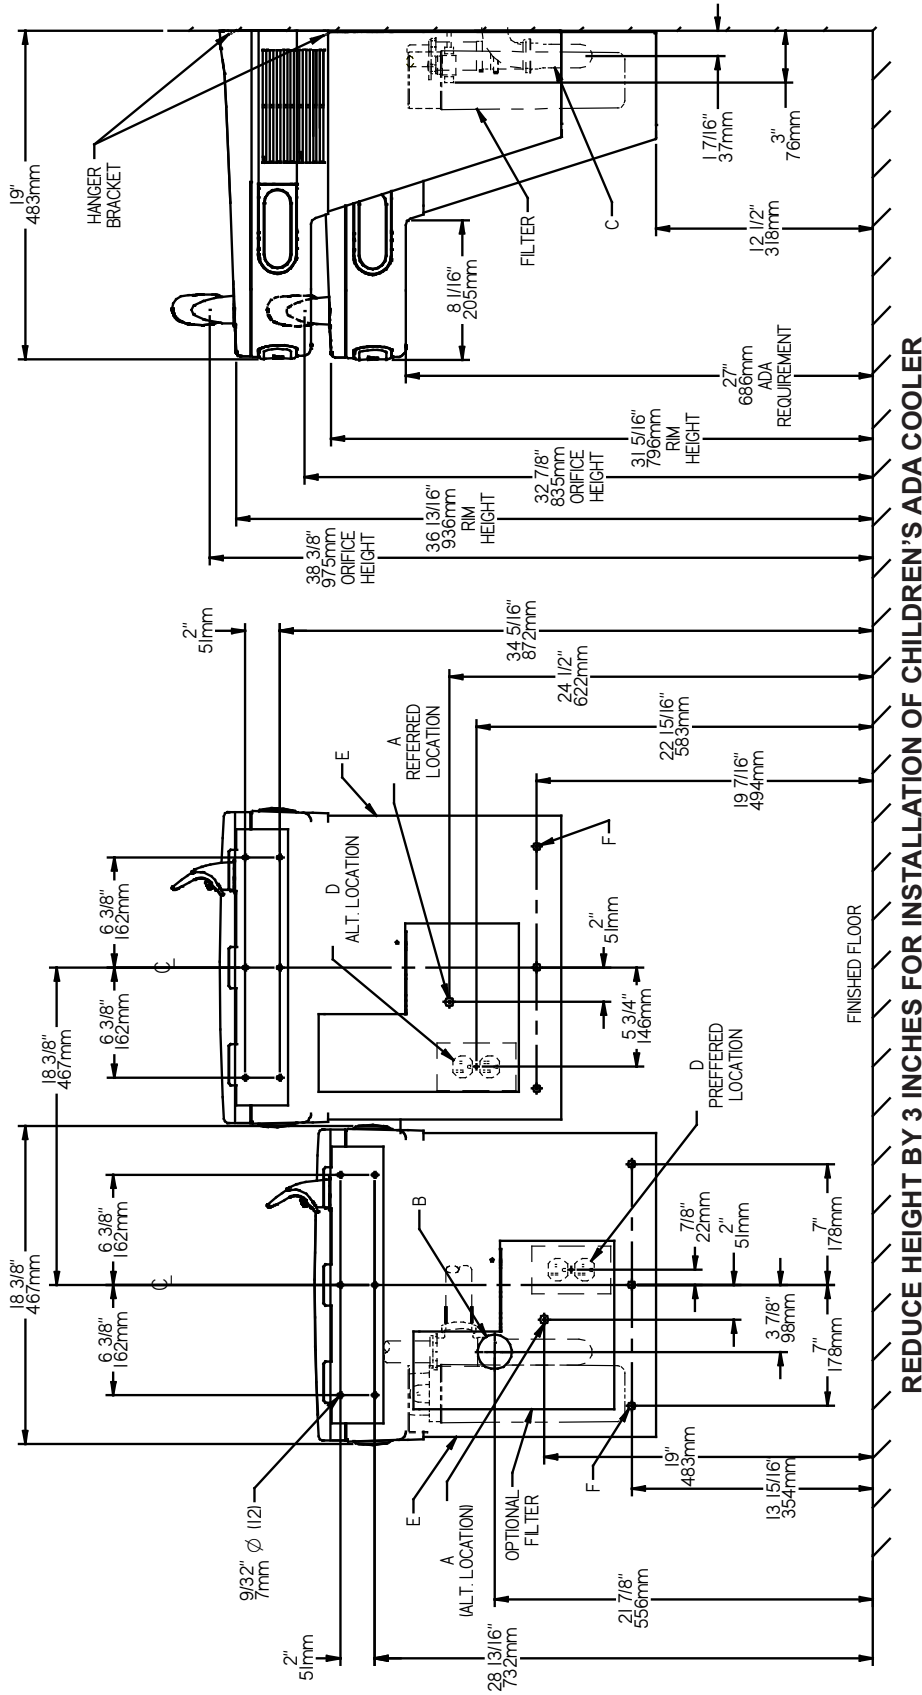 19"
483mm
HANGER
BRACKET
8 1/16"
205mm
FILTER
C
1 7/16"
37mm
3"
76mm
12 1/2"
318mm
27"
686mm
ADA
REQUIREMENT
31 5/16"
796mm
RIM
HEIGHT
32 7/8"
835mm
ORIFICE
HEIGHT
36 13/16"
936mm
RIM
HEIGHT
38 3/8"
975mm
ORIFICE
HEIGHT
2"
51mm
34 5/16"
872mm
24 1/2"
622mm
22 15/16"
583mm
19 7/16"
494mm
A
REFERRED
LOCATION
E
D
ALT. LOCATION
F
2"
51mm
5 3/4"
146mm
6 3/8"
162mm
6 3/8"
162mm
18 3/8"
467mm
CL
FINISHED FLOOR
18 3/8"
467mm
6 3/8"
162mm
6 3/8"
162mm
CL
B
D
PREFFERED
LOCATION
7/8"
22mm
2"
51mm
3 7/8"
98mm
7"
178mm
7"
178mm
9/32" Ø (12)
7mm
E
A
(ALT. LOCATION)
OPTIONAL
FILTER
F
19"
483mm
13 15/16"
354mm
21 7/8"
556mm
2"
51mm
28 13/16"
732mm
REDUCE HEIGHT BY 3 INCHES FOR INSTALLATION OF CHILDREN'S ADA COOLER